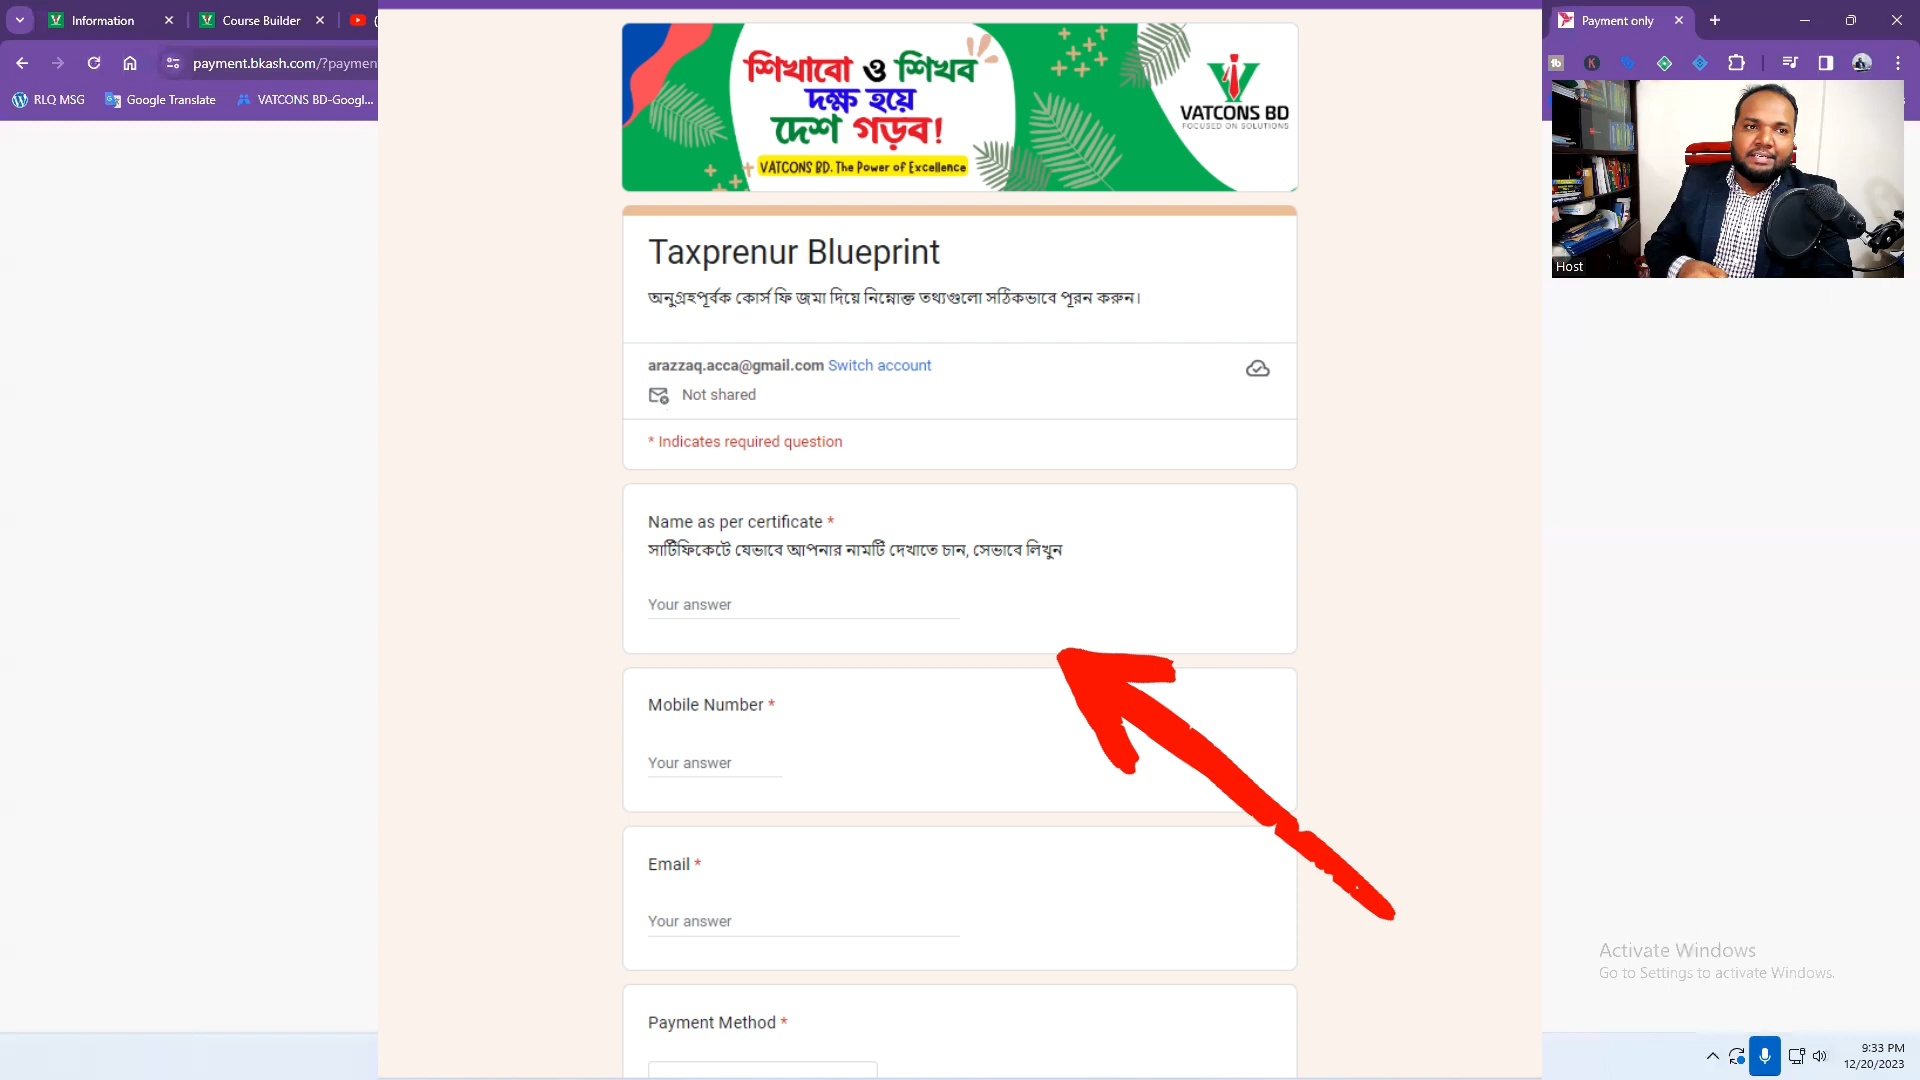 Information
Course Builder
Payment only
payment.bkash.com/?paymen
RLQ MSG
Google Translate
VATCONS BD-Googl...
শিখাবো ও শিখব
দক্ষ হয়ে
দেশ গড়ব!
VATCONS BD. The Power of Excellence
VATCONS BD
FOCUSED ON SOLUTIONS
Host
Taxprenur Blueprint
অনুগ্রহপূর্বক কোর্স ফি জমা দিয়ে নিম্নোক্ত তথ্যগুলো সঠিকভাবে পূরন করুন।
arazzaq.acca@gmail.com Switch account
Not shared
* Indicates required question
Name as per certificate *
সার্টিফিকেটে যেভাবে আপনার নামটি দেখাতে চান, সেভাবে লিখুন
Your answer
Mobile Number *
Your answer
Email *
Your answer
Payment Method *
Activate Windows
Go to Settings to activate Windows.
9:33 PM
12/20/2023